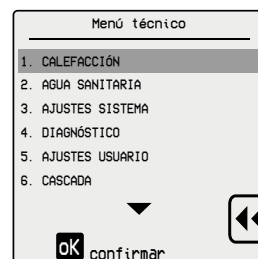 Menú técnico
1. CALEFACCIÓN
2. AGUA SANITARIA
3. AJUSTES SISTEMA
4. DIAGNÓSTICO
5. AJUSTES USUARIO
6. CASCADA
OK confirmar